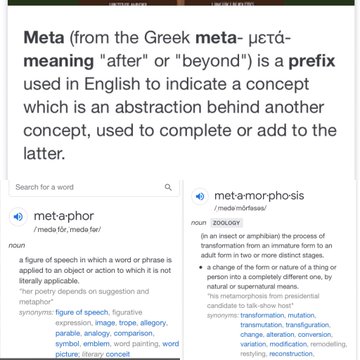 Meta (from the Greek meta- μετά-
meaning "after" or "beyond") is a prefix
used in English to indicate a concept
which is an abstraction behind another
concept, used to complete or add to the
latter.
Search for a word
met·a·phor
/ˈmedəˌfôr,ˈmedəˌfər/
noun
a figure of speech in which a word or phrase is
applied to an object or action to which it is not
literally applicable.
"her poetry depends on suggestion and
metaphor"
synonyms: figure of speech, figurative
expression, image, trope, allegory,
parable, analogy, comparison,
symbol, emblem, word painting, word
picture; literary conceit
met·a·mor·pho·sis
/ˌmedəˈmôrfəsəs/
noun ZOOLOGY
(in an insect or amphibian) the process of
transformation from an immature form to an
adult form in two or more distinct stages.
• a change of the form or nature of a thing or
person into a completely different one, by
natural or supernatural means.
"his metamorphosis from presidential
candidate to talk-show host"
synonyms: transformation, mutation,
transmutation, transfiguration,
change, alteration, conversion,
variation, modification, remodelling,
restyling, reconstruction,